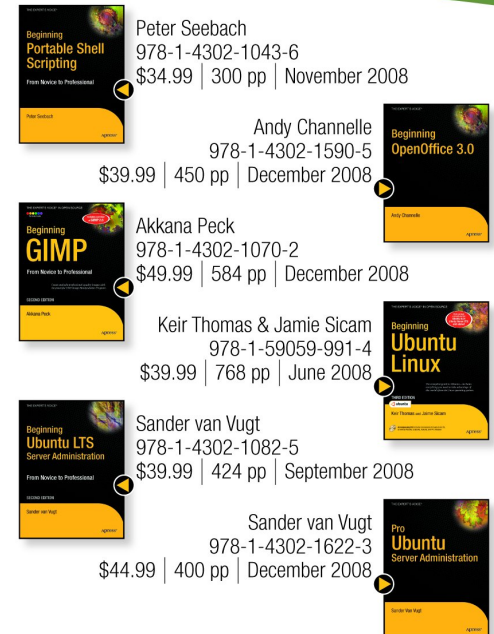 Beginning
Portable Shell
Scripting
From Novice to Professional
Peter Seebach
apress
Peter Seebach
978-1-4302-1043-6
$34.99 | 300 pp | November 2008
Andy Channelle
978-1-4302-1590-5
$39.99 | 450 pp | December 2008
Beginning
OpenOffice 3.0
Andy Channelle
apress
Beginning
GIMP
From Novice to Professional
SECOND EDITION
Akkana Peck
apress
Akkana Peck
978-1-4302-1070-2
$49.99 | 584 pp | December 2008
Keir Thomas & Jamie Sicam
978-1-59059-991-4
$39.99 | 768 pp | June 2008
Beginning
Ubuntu
Linux
THIRD EDITION
ubuntu
Keir Thomas and Jamie Sicam
apress
Beginning
Ubuntu LTS
Server Administration
From Novice to Professional
SECOND EDITION
Sander van Vugt
apress
Sander van Vugt
978-1-4302-1082-5
$39.99 | 424 pp | September 2008
Sander van Vugt
978-1-4302-1622-3
$44.99 | 400 pp | December 2008
Pro
Ubuntu
Server Administration
Sander van Vugt
apress